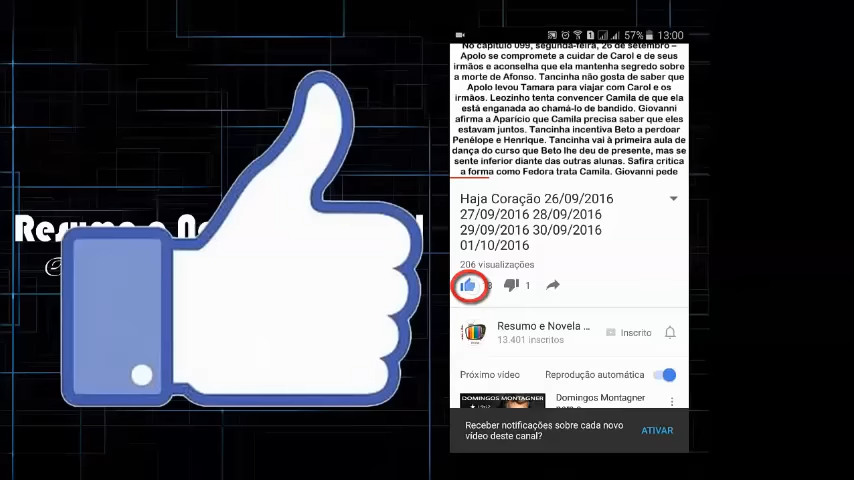 Resumo e No
57% 13:00
No capítulo 099, segunda-feira, 26 de setembro –
Apolo se compromete a cuidar de Carol e de seus
irmãos e aconselha que ela mantenha segredo sobre
a morte de Afonso. Tancinha não gosta de saber que
Apolo levou Tamara para viajar com Carol e os
irmãos. Leozinho tenta convencer Camila de que ela
está enganada ao chamá-lo de bandido. Giovanni
afirma a Aparício que Camila precisa saber que eles
estavam juntos. Tancinha incentiva Beto a perdoar
Penélope e Henrique. Tancinha vai à primeira aula de
dança do curso que Beto lhe deu de presente, mas se
sente inferior diante das outras alunas. Safira critica
a forma como Fedora trata Camila. Giovanni pede
Haja Coração 26/09/2016
27/09/2016 28/09/2016
29/09/2016 30/09/2016
01/10/2016
206 visualizações
1
Resumo e Novela ...
Inscrito
13.401 inscritos
Próximo vídeo
Reprodução automática
DOMINGOS MONTAGNER
Domingos Montagner
Receber notificações sobre cada novo
vídeo deste canal?
ATIVAR